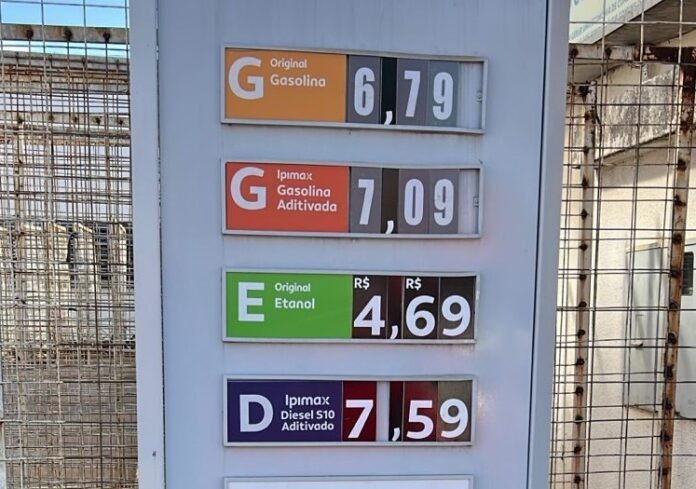 G Original Gasolina 6,79
G Ipimax Gasolina Aditivada 7,09
E Original Etanol R$ R$ 4,69
D Ipimax Diesel S10 Aditivado 7,59